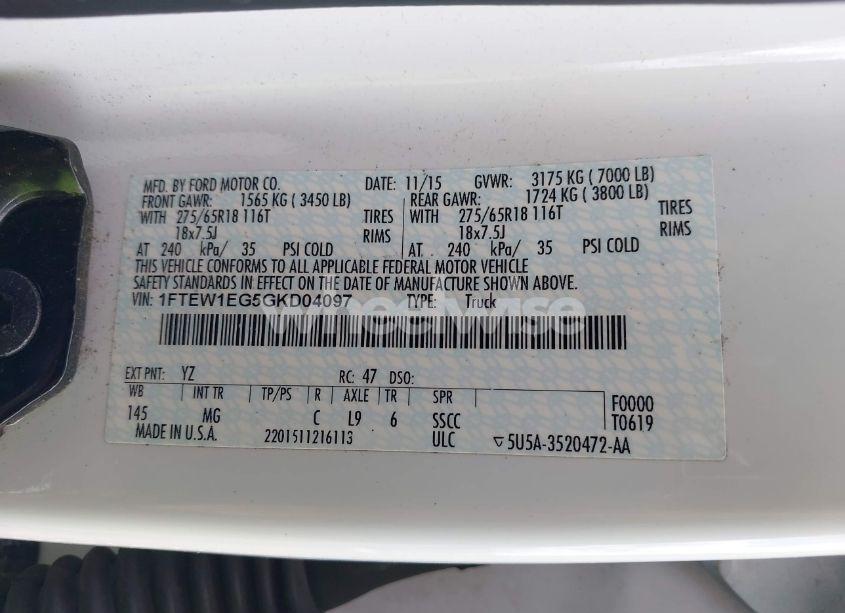 MFD. BY FORD MOTOR CO. DATE: 11/15 GVWR: 3175 KG ( 7000 LB)
FRONT GAWR: 1565 KG ( 3450 LB) REAR GAWR: 1724 KG ( 3800 LB)
WITH 275/65R18 116T TIRES WITH 275/65R18 116T TIRES
18x7.5J RIMS 18x7.5J RIMS
AT 240 kPa/ 35 PSI COLD AT. 240 kPa/ 35 PSI COLD
THIS VEHICLE CONFORMS TO ALL APPLICABLE FEDERAL MOTOR VEHICLE
SAFETY STANDARDS IN EFFECT ON THE DATE OF MANUFACTURE SHOWN ABOVE.
VIN: 1FTEW1EG5GKD04097 TYPE: Truck
wheelwise
EXT PNT: YZ RC: 47 DSO:
WB INT TR TP/PS R AXLE TR SPR F0000
145 MG C L9 6 SSCC T0619
MADE IN U.S.A. 2201511216113 ULC 5U5A-3520472-AA